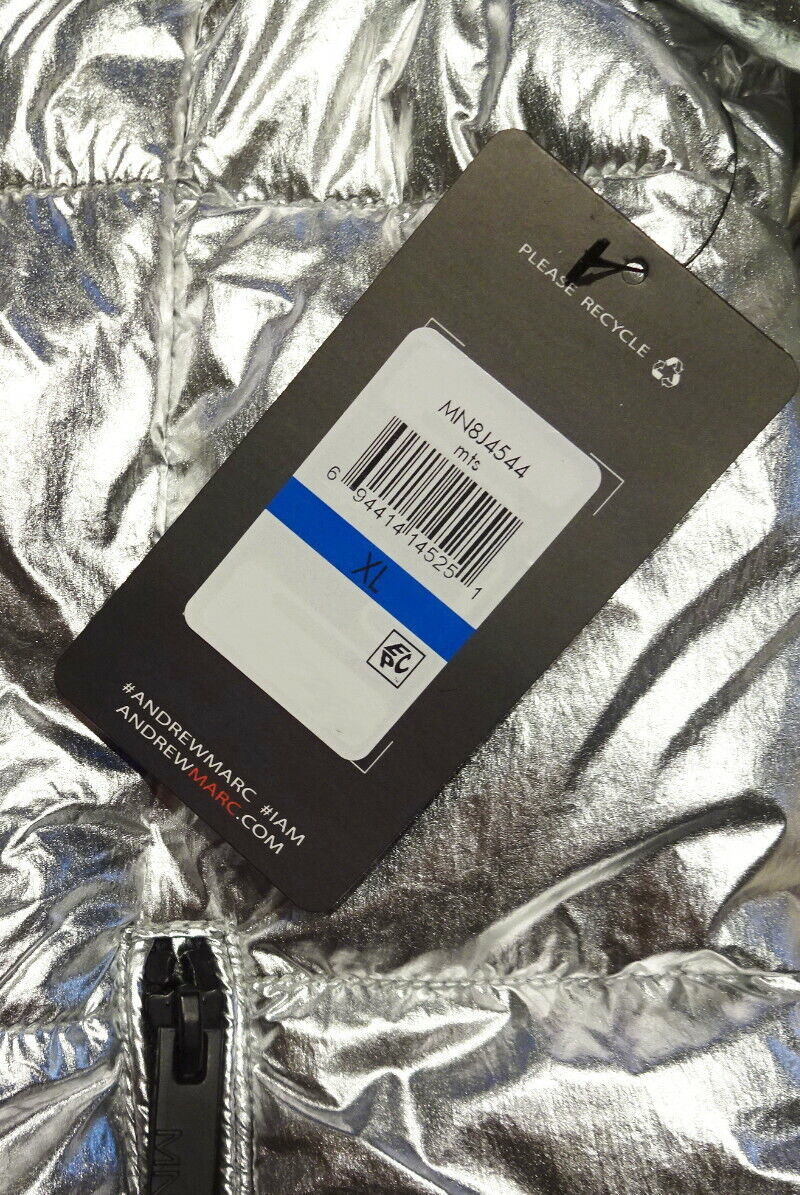 PLEASE RECYCLE
MN8J4544
mts
6 94414 14525 1
XL
EPC
#ANDREWMARC #IAM
ANDREWMARC.COM